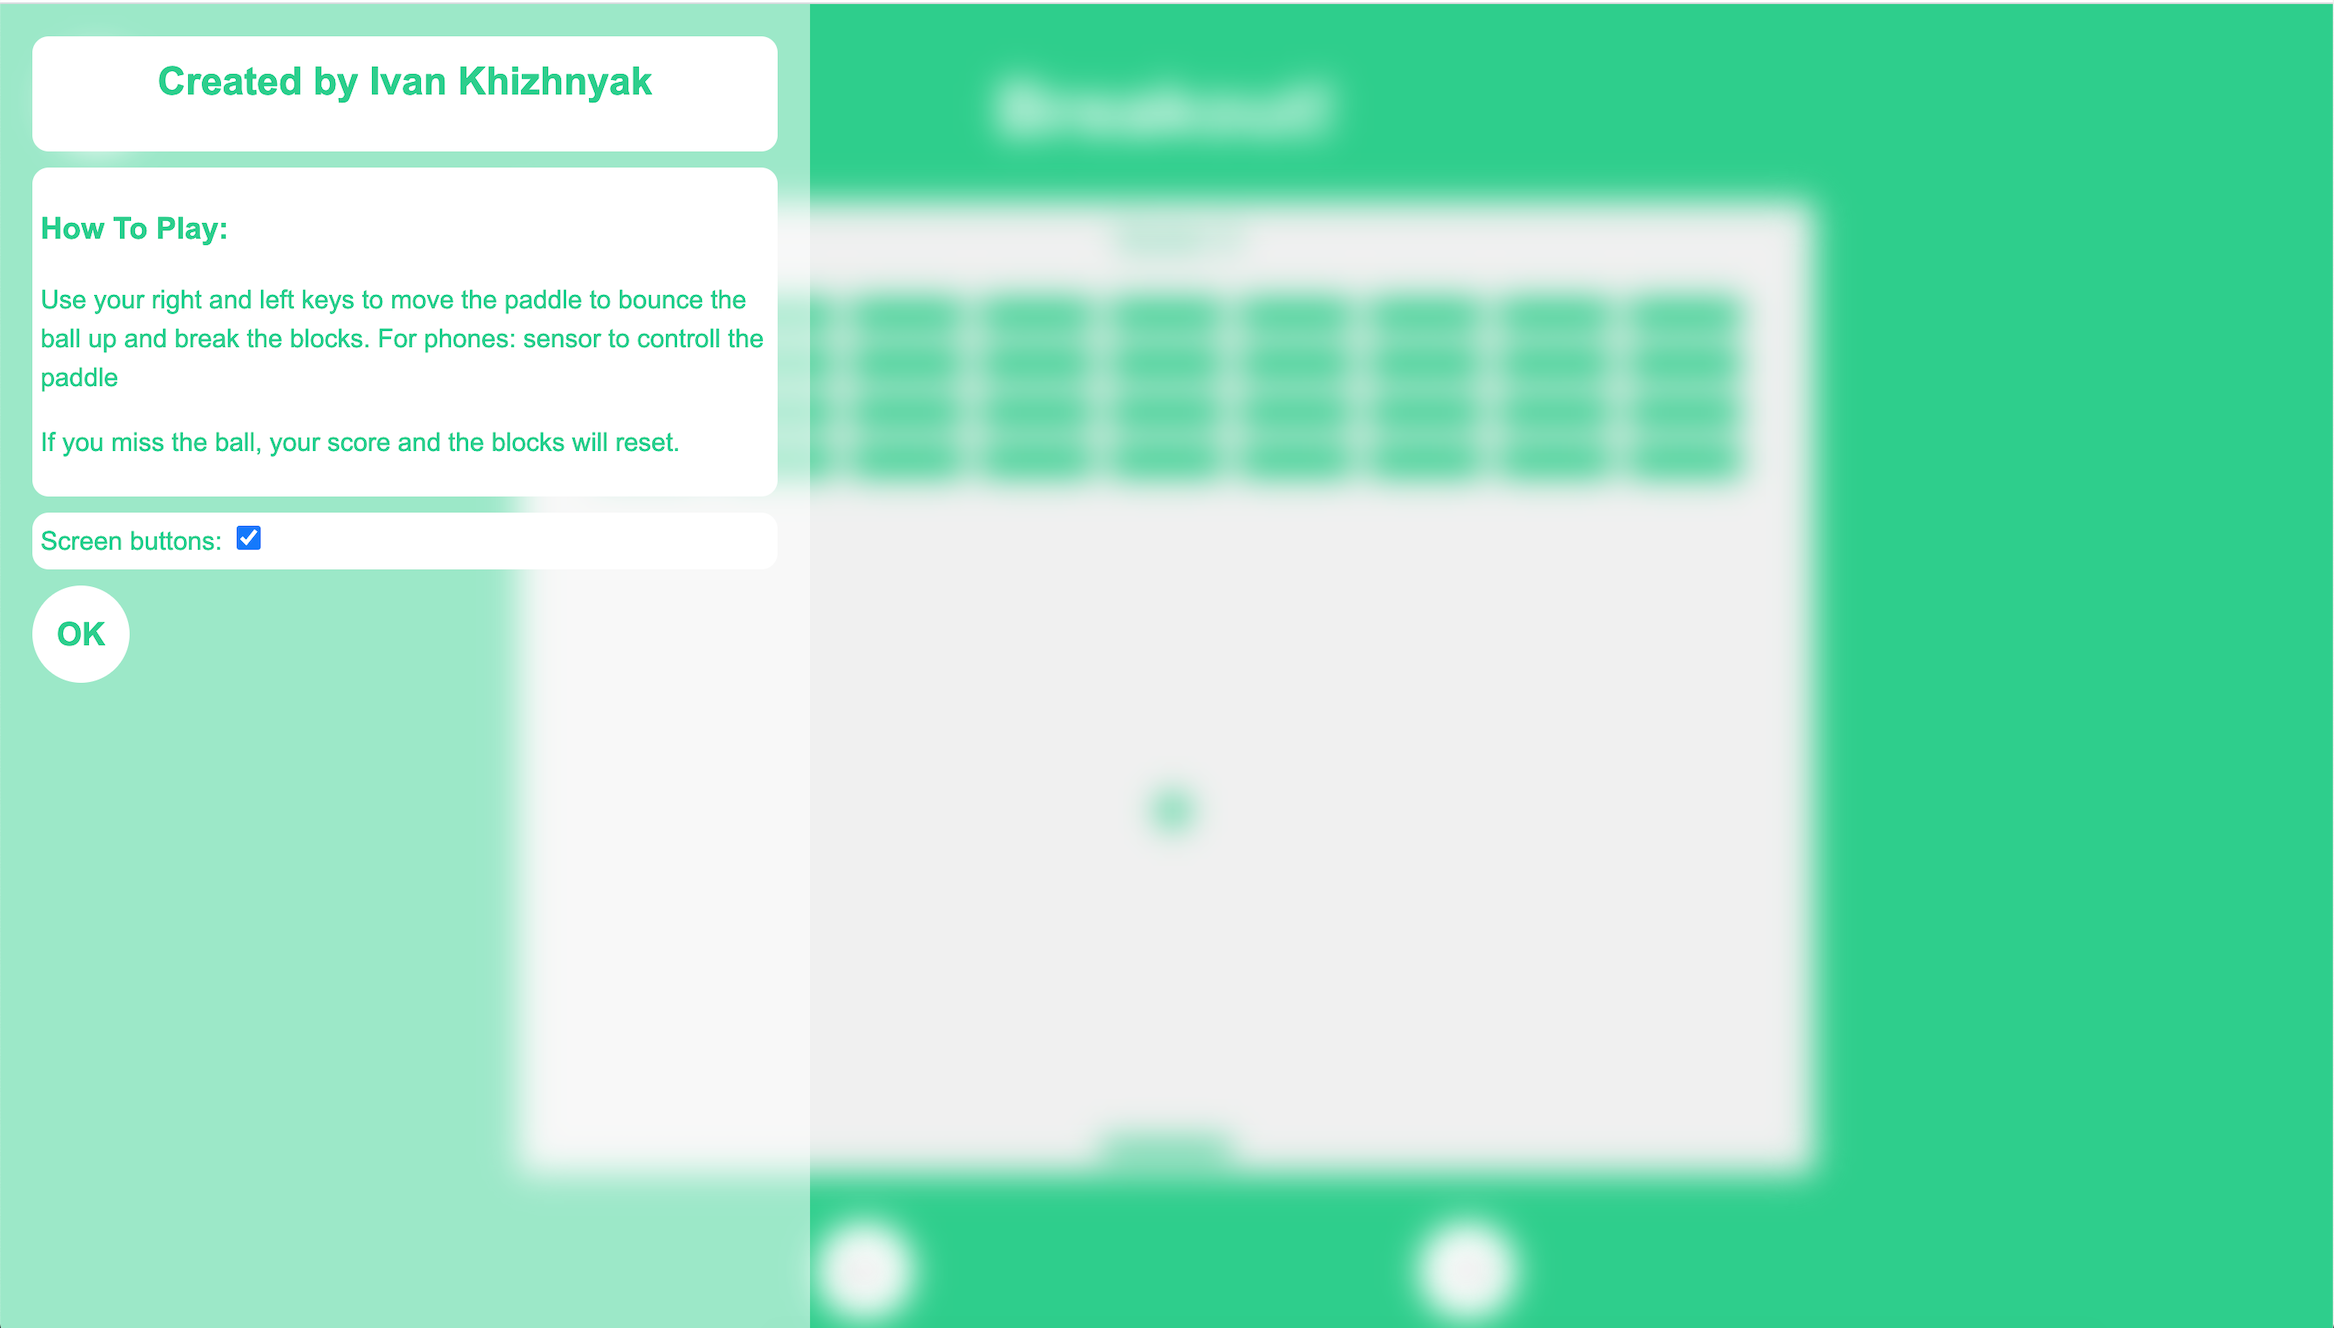 Created by Ivan Khizhnyak
Breakout!
How To Play:
Use your right and left keys to move the paddle to bounce the
ball up and break the blocks. For phones: sensor to controll the
paddle
If you miss the ball, your score and the blocks will reset.
Screen buttons:
OK